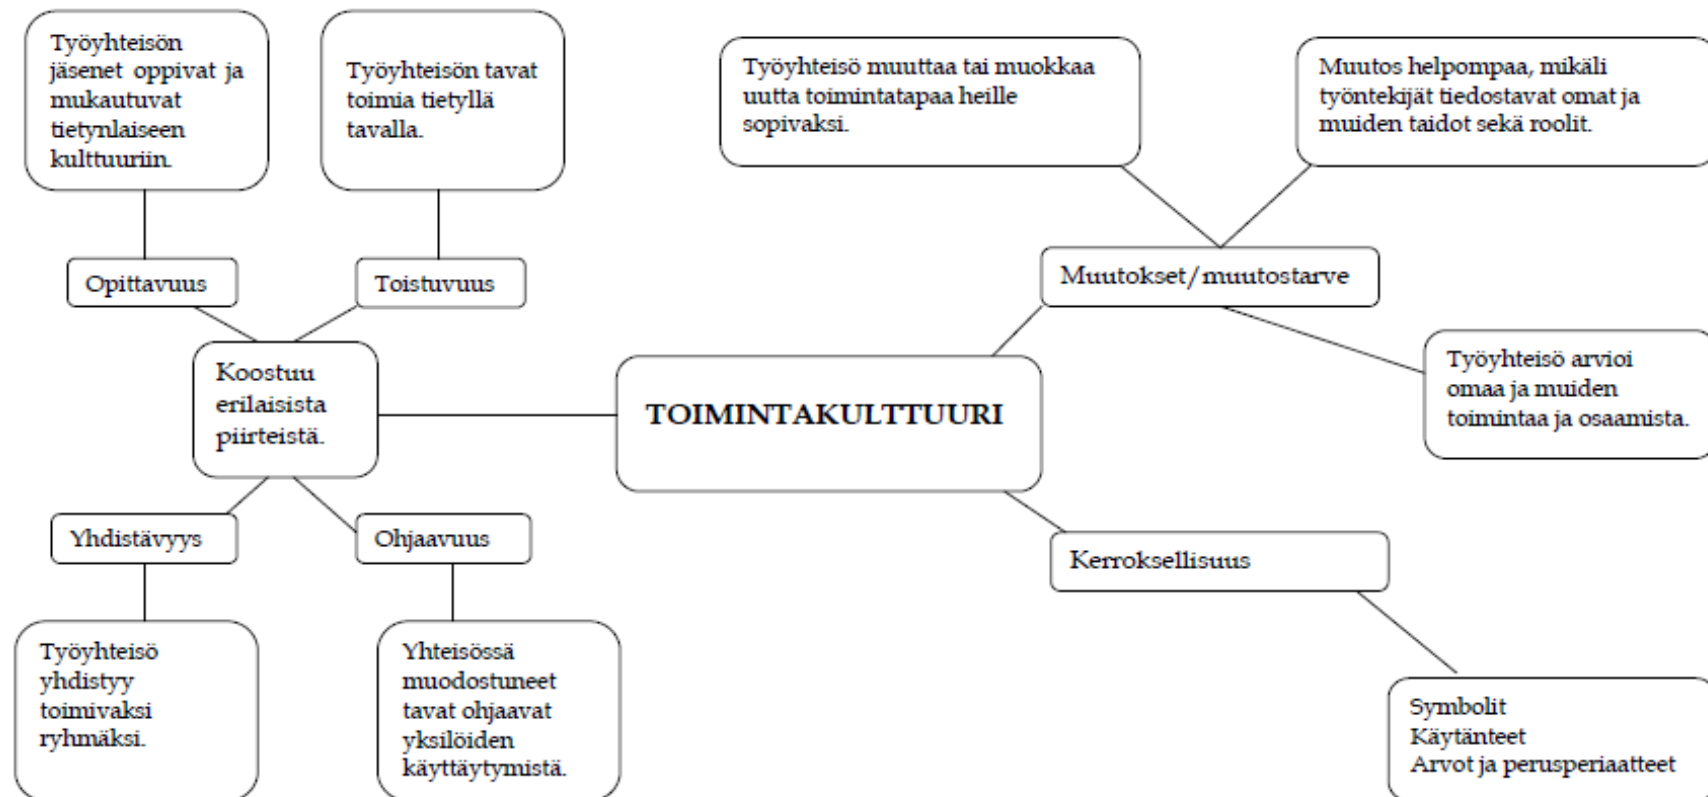 Työyhteisön
jäsenet oppivat ja
mukautuvat
tietynlaiseen
kulttuuriin.
Työyhteisön tavat
toimia tietyllä
tavalla.
Työyhteisö muuttaa tai muokkaa
uutta toimintatapaa heille
sopivaksi.
Muutos helpompaa, mikäli
työntekijät tiedostavat omat ja
muiden taidot sekä roolit.
Opittavuus
Toistuvuus
Muutokset/muutostarve
Koostuu
erilaisista
piirteistä.
TOIMINTAKULTTUURI
Työyhteisö arvioi
omaa ja muiden
toimintaa ja osaamista.
Yhdistävyys
Ohjaavuus
Kerroksellisuus
Työyhteisö
yhdistyy
toimivaksi
ryhmäksi.
Yhteisössä
muodostuneet
tavat ohjaavat
yksilöiden
käyttäytymistä.
Symbolit
Käytänteet
Arvot ja perusperiaatteet